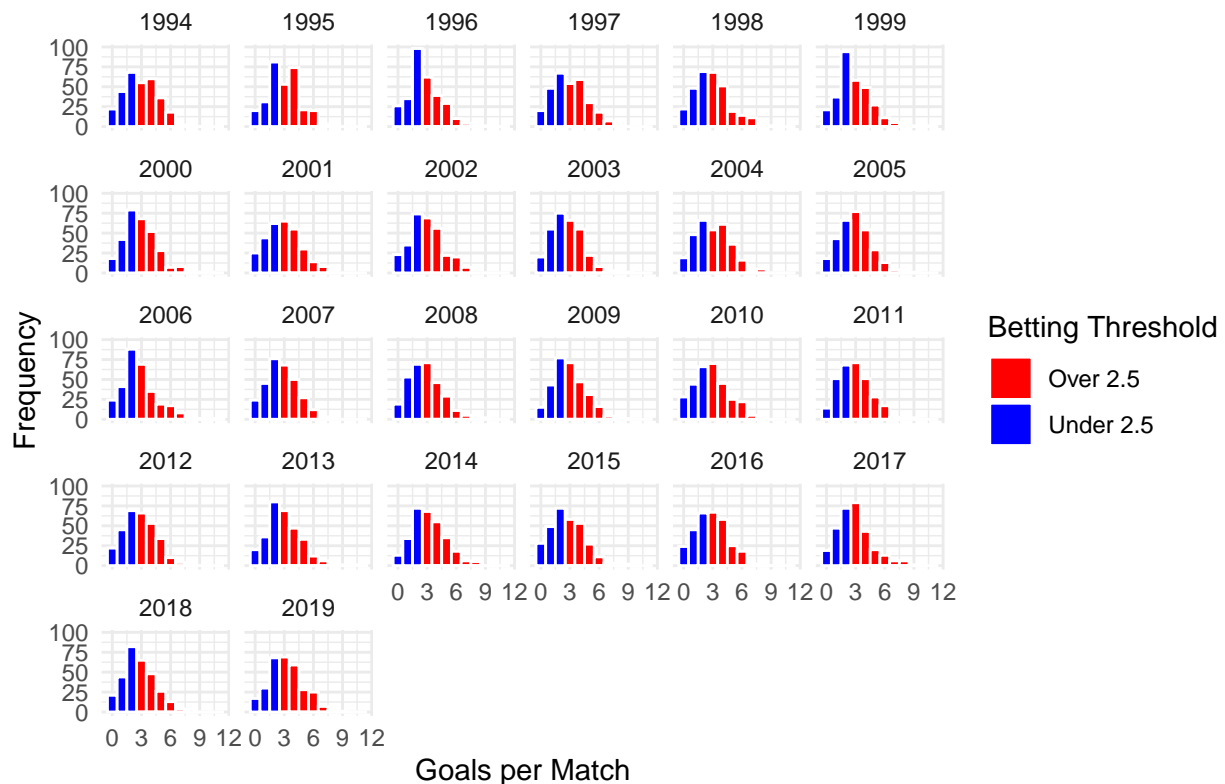 1994 1995 1996 1997 1998 1999
100
75
50
25
0
2000 2001 2002 2003 2004 2005
100
75
50
25
0
2006 2007 2008 2009 2010 2011
100
75
50
25
0
2012 2013 2014 2015 2016 2017
100
75
50
25
0
0 3 6 9 12 0 3 6 9 12 0 3 6 9 12 0 3 6 9 12
2018 2019
100
75
50
25
0
0 3 6 9 12 0 3 6 9 12
Goals per Match
Frequency
Betting Threshold
Over 2.5
Under 2.5